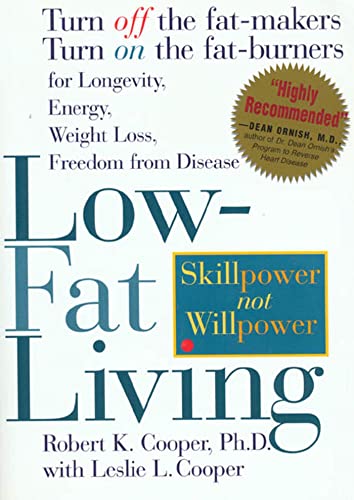 Turn off the fat-makers
Turn on the fat-burners
for Longevity,
Energy,
Weight Loss,
Freedom from Disease
"Highly
Recommended"
—DEAN ORNISH, M.D.
author of Dr. Dean Ornish's
Program to Reverse
Heart Disease
Low-
Fat
Living
Skillpower
not
Willpower
Robert K. Cooper, Ph.D.
with Leslie L. Cooper